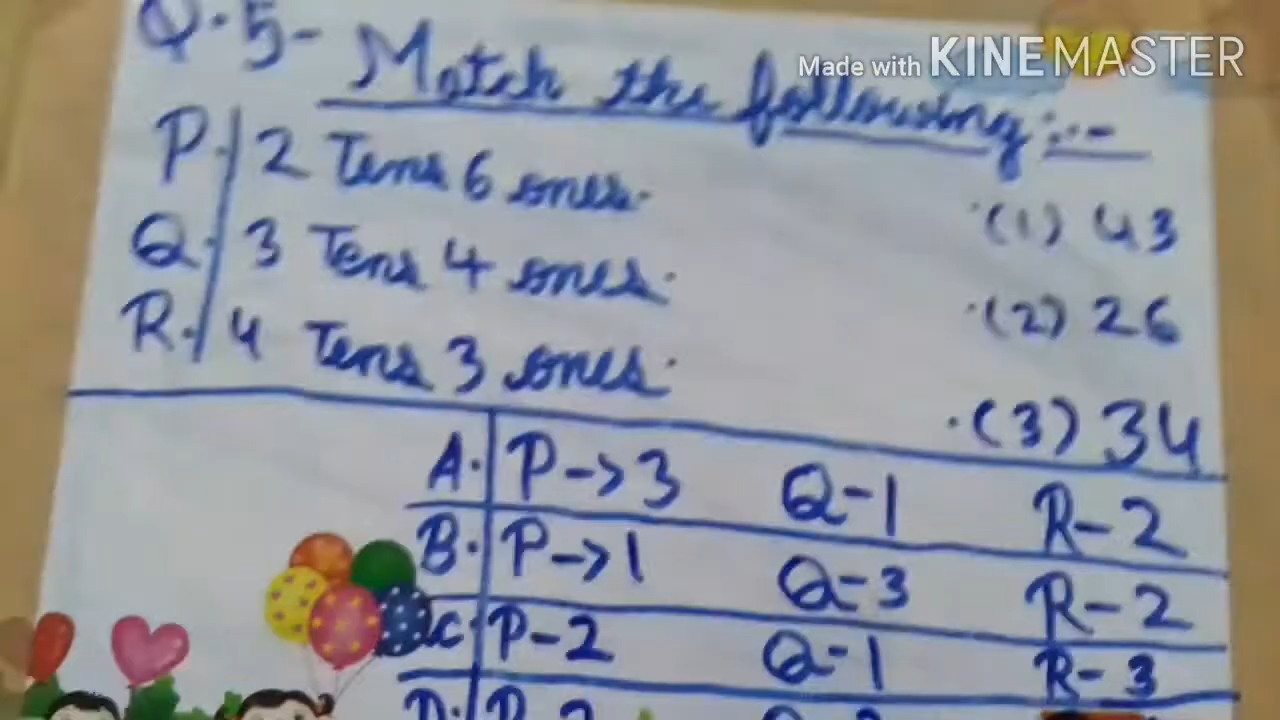 Made with KINEMASTER
Q.5- Match the following :--
P. 2 Tens 6 ones.
(1) 43
Q. 3 Tens 4 ones.
(2) 26
R. 4 Tens 3 ones.
(3) 34
A. P->3 Q-1 R-2
B. P->1 Q-3 R-2
C. P-2 Q-1 R-3
D.